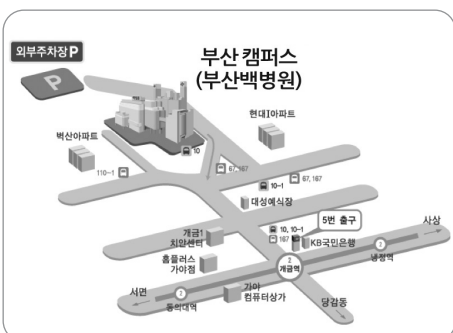 외부주차장 P
P
부산 캠퍼스
(부산백병원)
현대I아파트
벽산아파트
110-1
10
67, 167
10-1
67, 167
대성예식장
5번 출구
10, 10-1
167
KB국민은행
개금1
치안센터
홈플러스
가야점
2
개금역
2
냉정역
사상
서면
2
동의대역
가야
컴퓨터상가
당감동